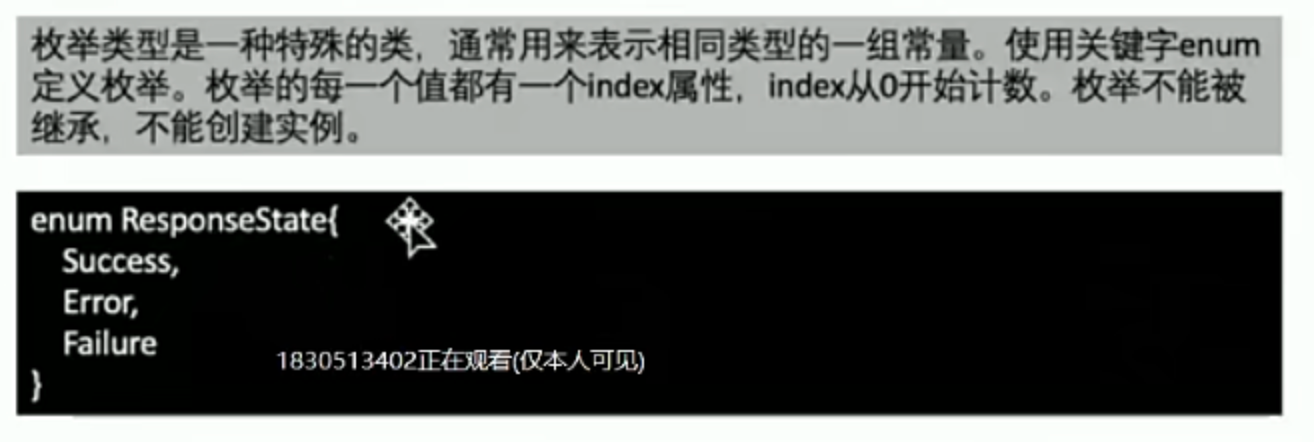 枚举类型是一种特殊的类，通常用来表示相同类型的一组常量。使用关键字enum
定义枚举。枚举的每一个值都有一个index属性，index从0开始计数。枚举不能被
继承，不能创建实例。
enum ResponseState{
    Success,
    Error,
    Failure
1830513402正在观看(仅本人可见)
}